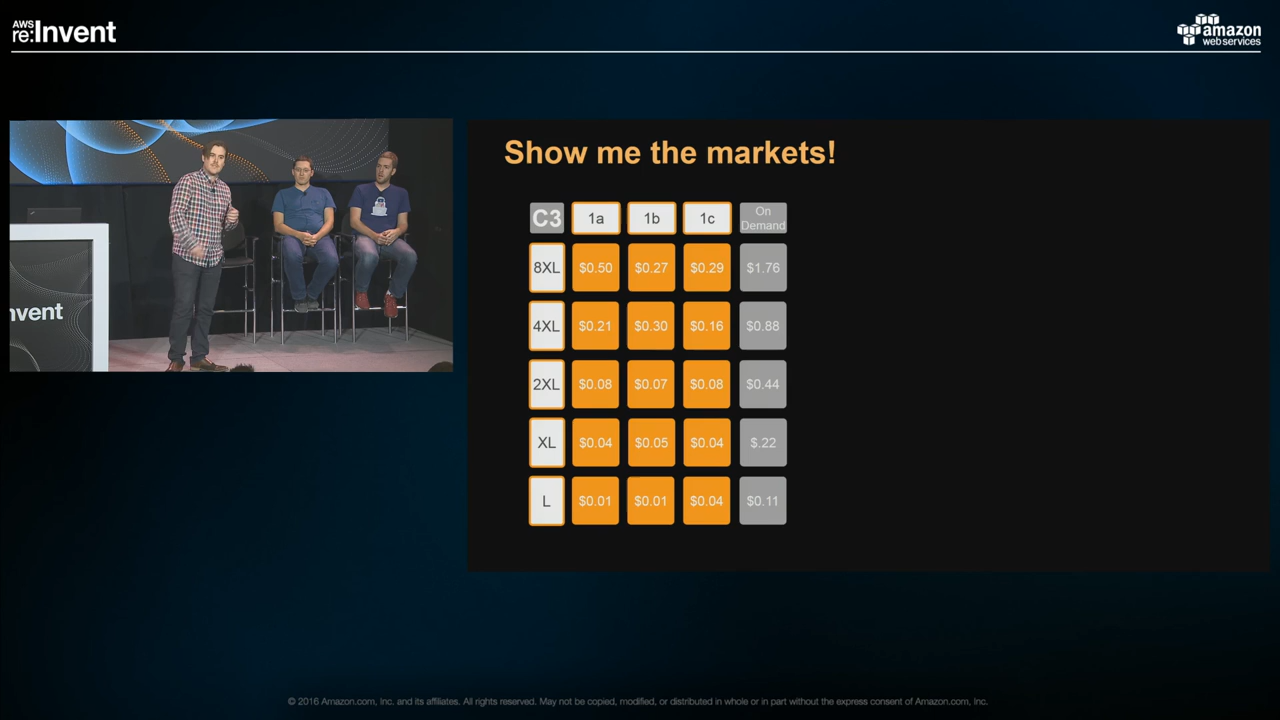 AWS
re:Invent
amazon
web services
nvent
Show me the markets!
C3 1a 1b 1c On Demand
8XL $0.50 $0.27 $0.29 $1.76
4XL $0.21 $0.30 $0.16 $0.88
2XL $0.08 $0.07 $0.08 $0.44
XL $0.04 $0.05 $0.04 $.22
L $0.01 $0.01 $0.04 $0.11
© 2016 Amazon.com, Inc. and its affiliates. All rights reserved. May not be copied, modified, or distributed in whole or in part without the express consent of Amazon.com, Inc.